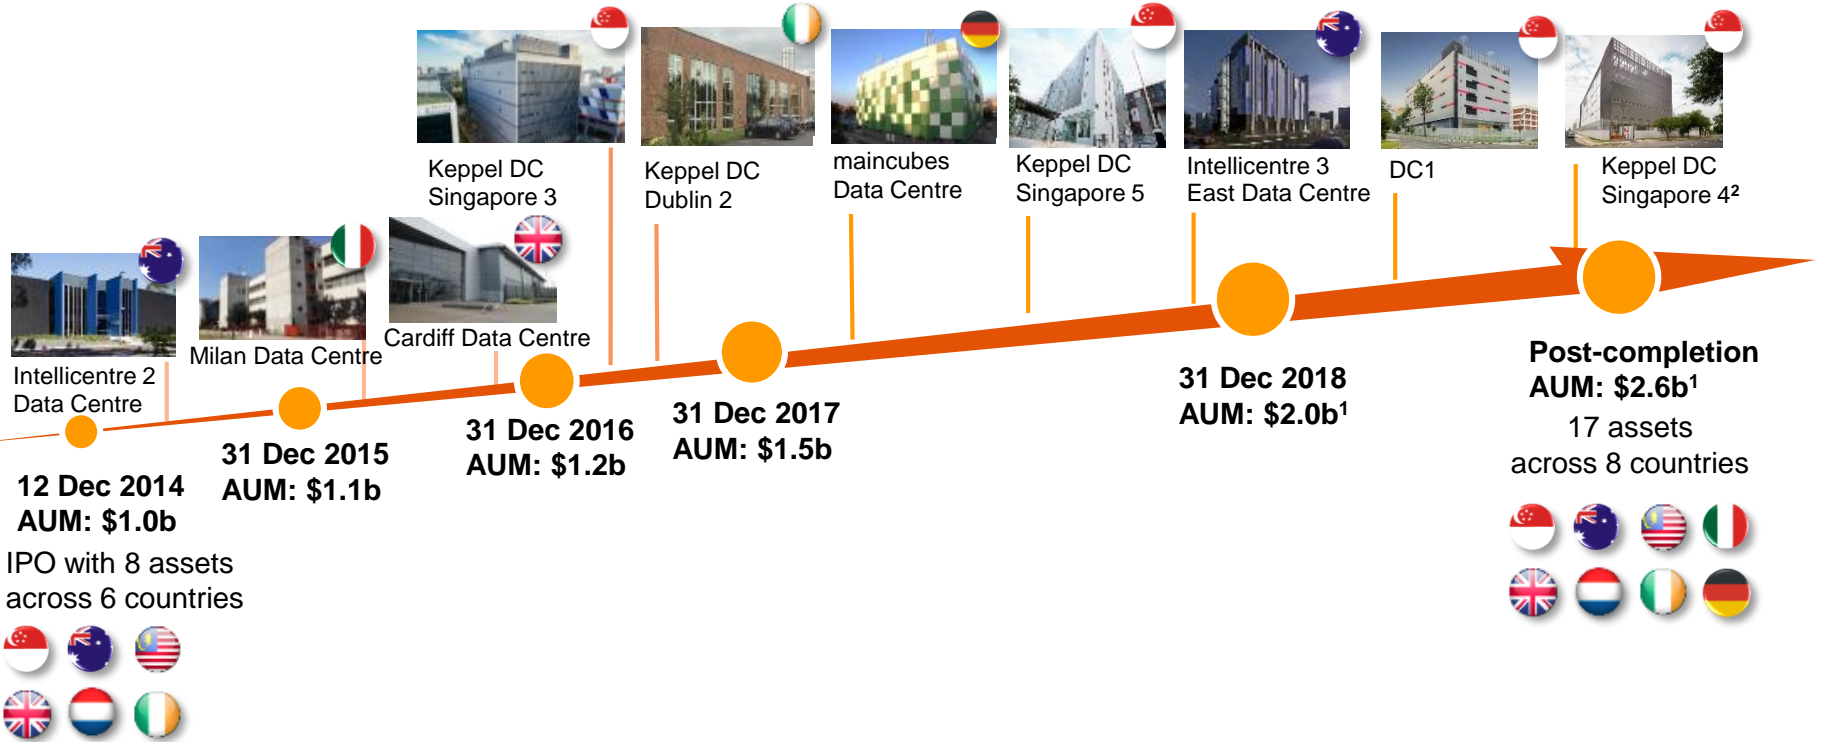 Keppel DC
Singapore 3
Keppel DC
Dublin 2
maincubes
Data Centre
Keppel DC
Singapore 5
Intellicentre 3
East Data Centre
DC1
Keppel DC
Singapore 4²
Intellicentre 2
Data Centre
Milan Data Centre
Cardiff Data Centre
12 Dec 2014
AUM: $1.0b
IPO with 8 assets
across 6 countries
31 Dec 2015
AUM: $1.1b
31 Dec 2016
AUM: $1.2b
31 Dec 2017
AUM: $1.5b
31 Dec 2018
AUM: $2.0b¹
Post-completion
AUM: $2.6b¹
17 assets
across 8 countries